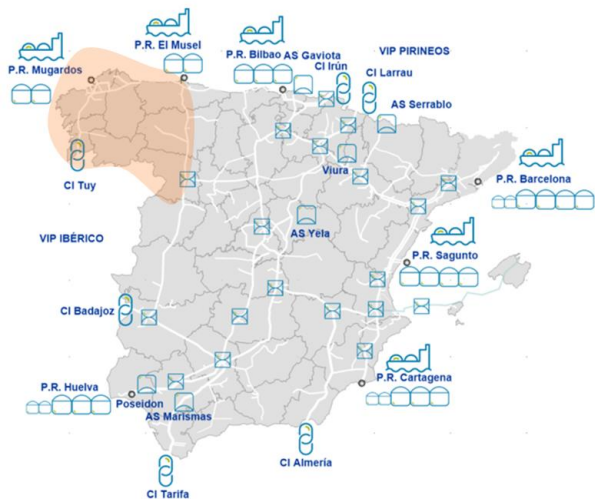 P.R. El Musel
P.R. Mugardos
P.R. Bilbao
AS Gaviota
VIP PIRINEOS
CI Irún
CI Larrau
AS Serrablo
CI Tuy
Viura
P.R. Barcelona
VIP IBÉRICO
AS Yela
P.R. Sagunto
CI Badajoz
P.R. Huelva
Poseidon
AS Marismas
P.R. Cartagena
CI Almería
CI Tarifa